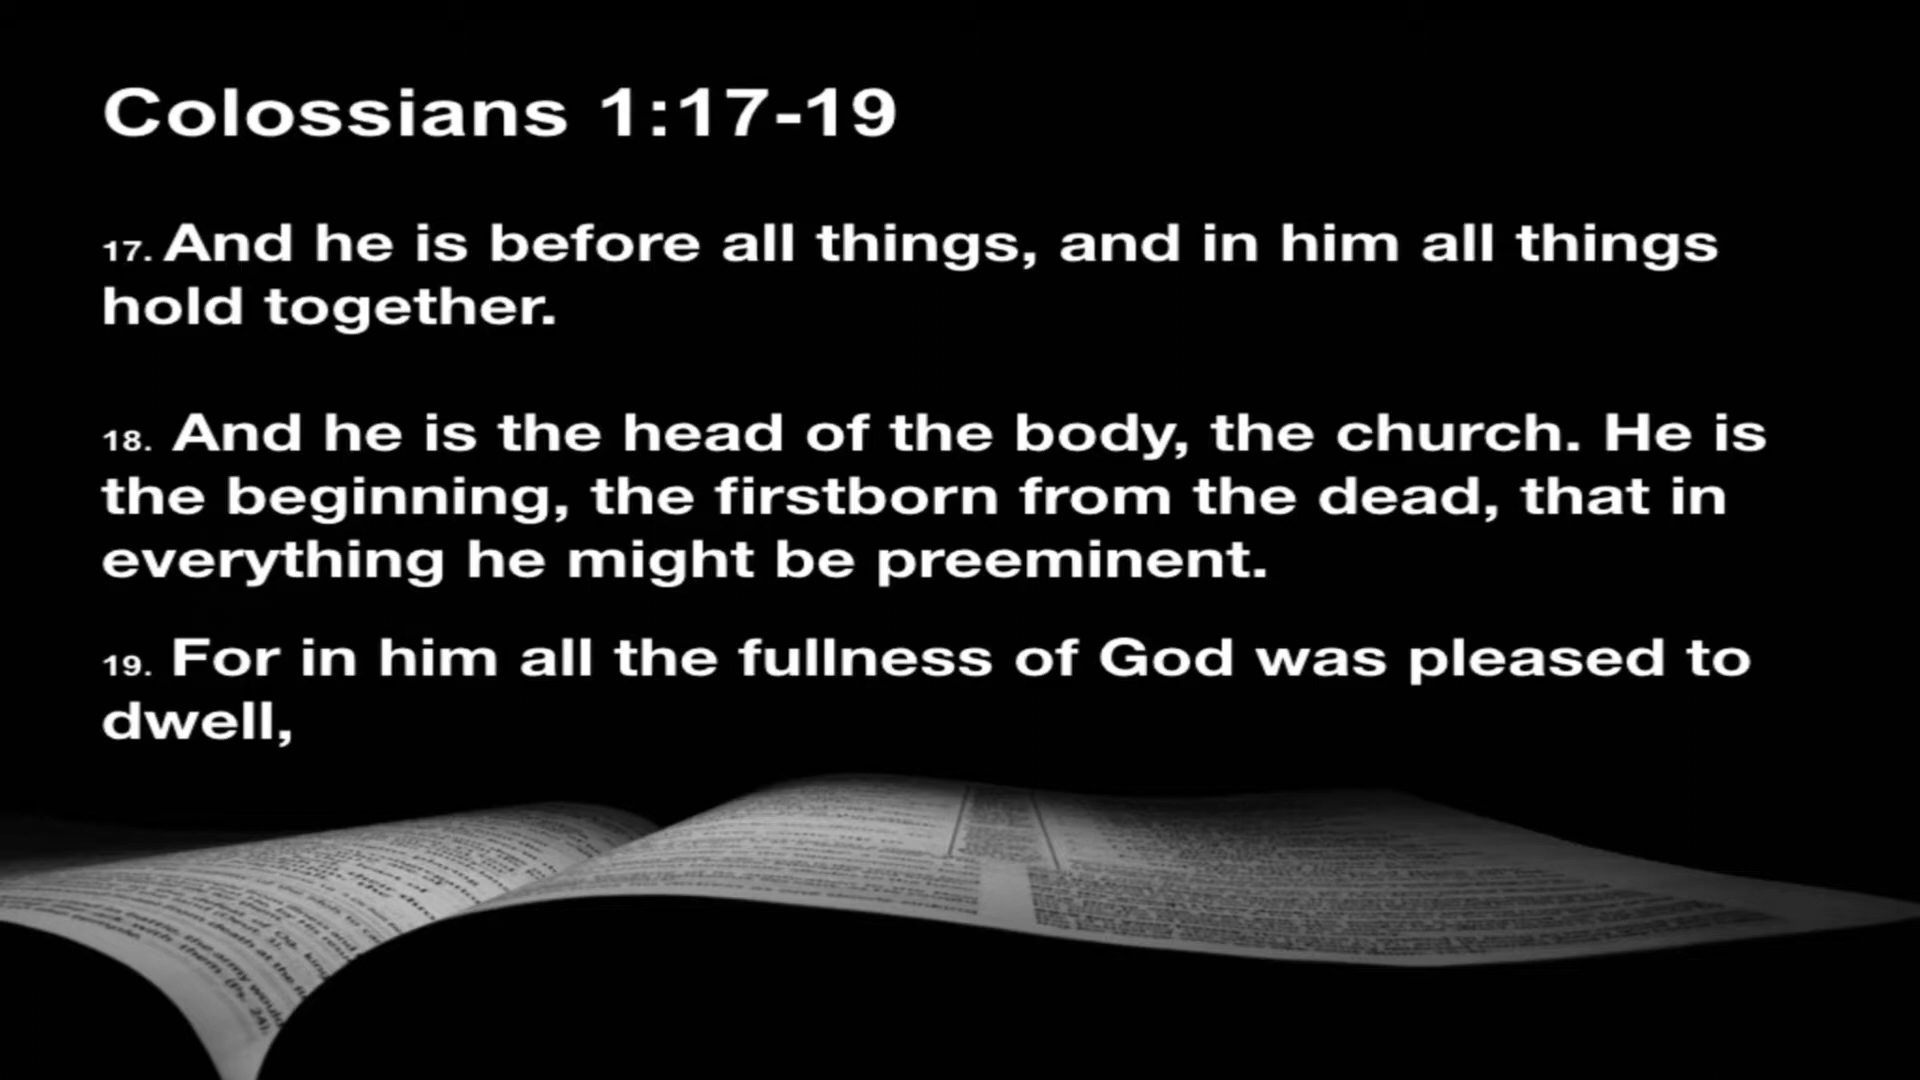 Colossians 1:17-19
17. And he is before all things, and in him all things
hold together.
18. And he is the head of the body, the church. He is
the beginning, the firstborn from the dead, that in
everything he might be preeminent.
19. For in him all the fullness of God was pleased to
dwell,